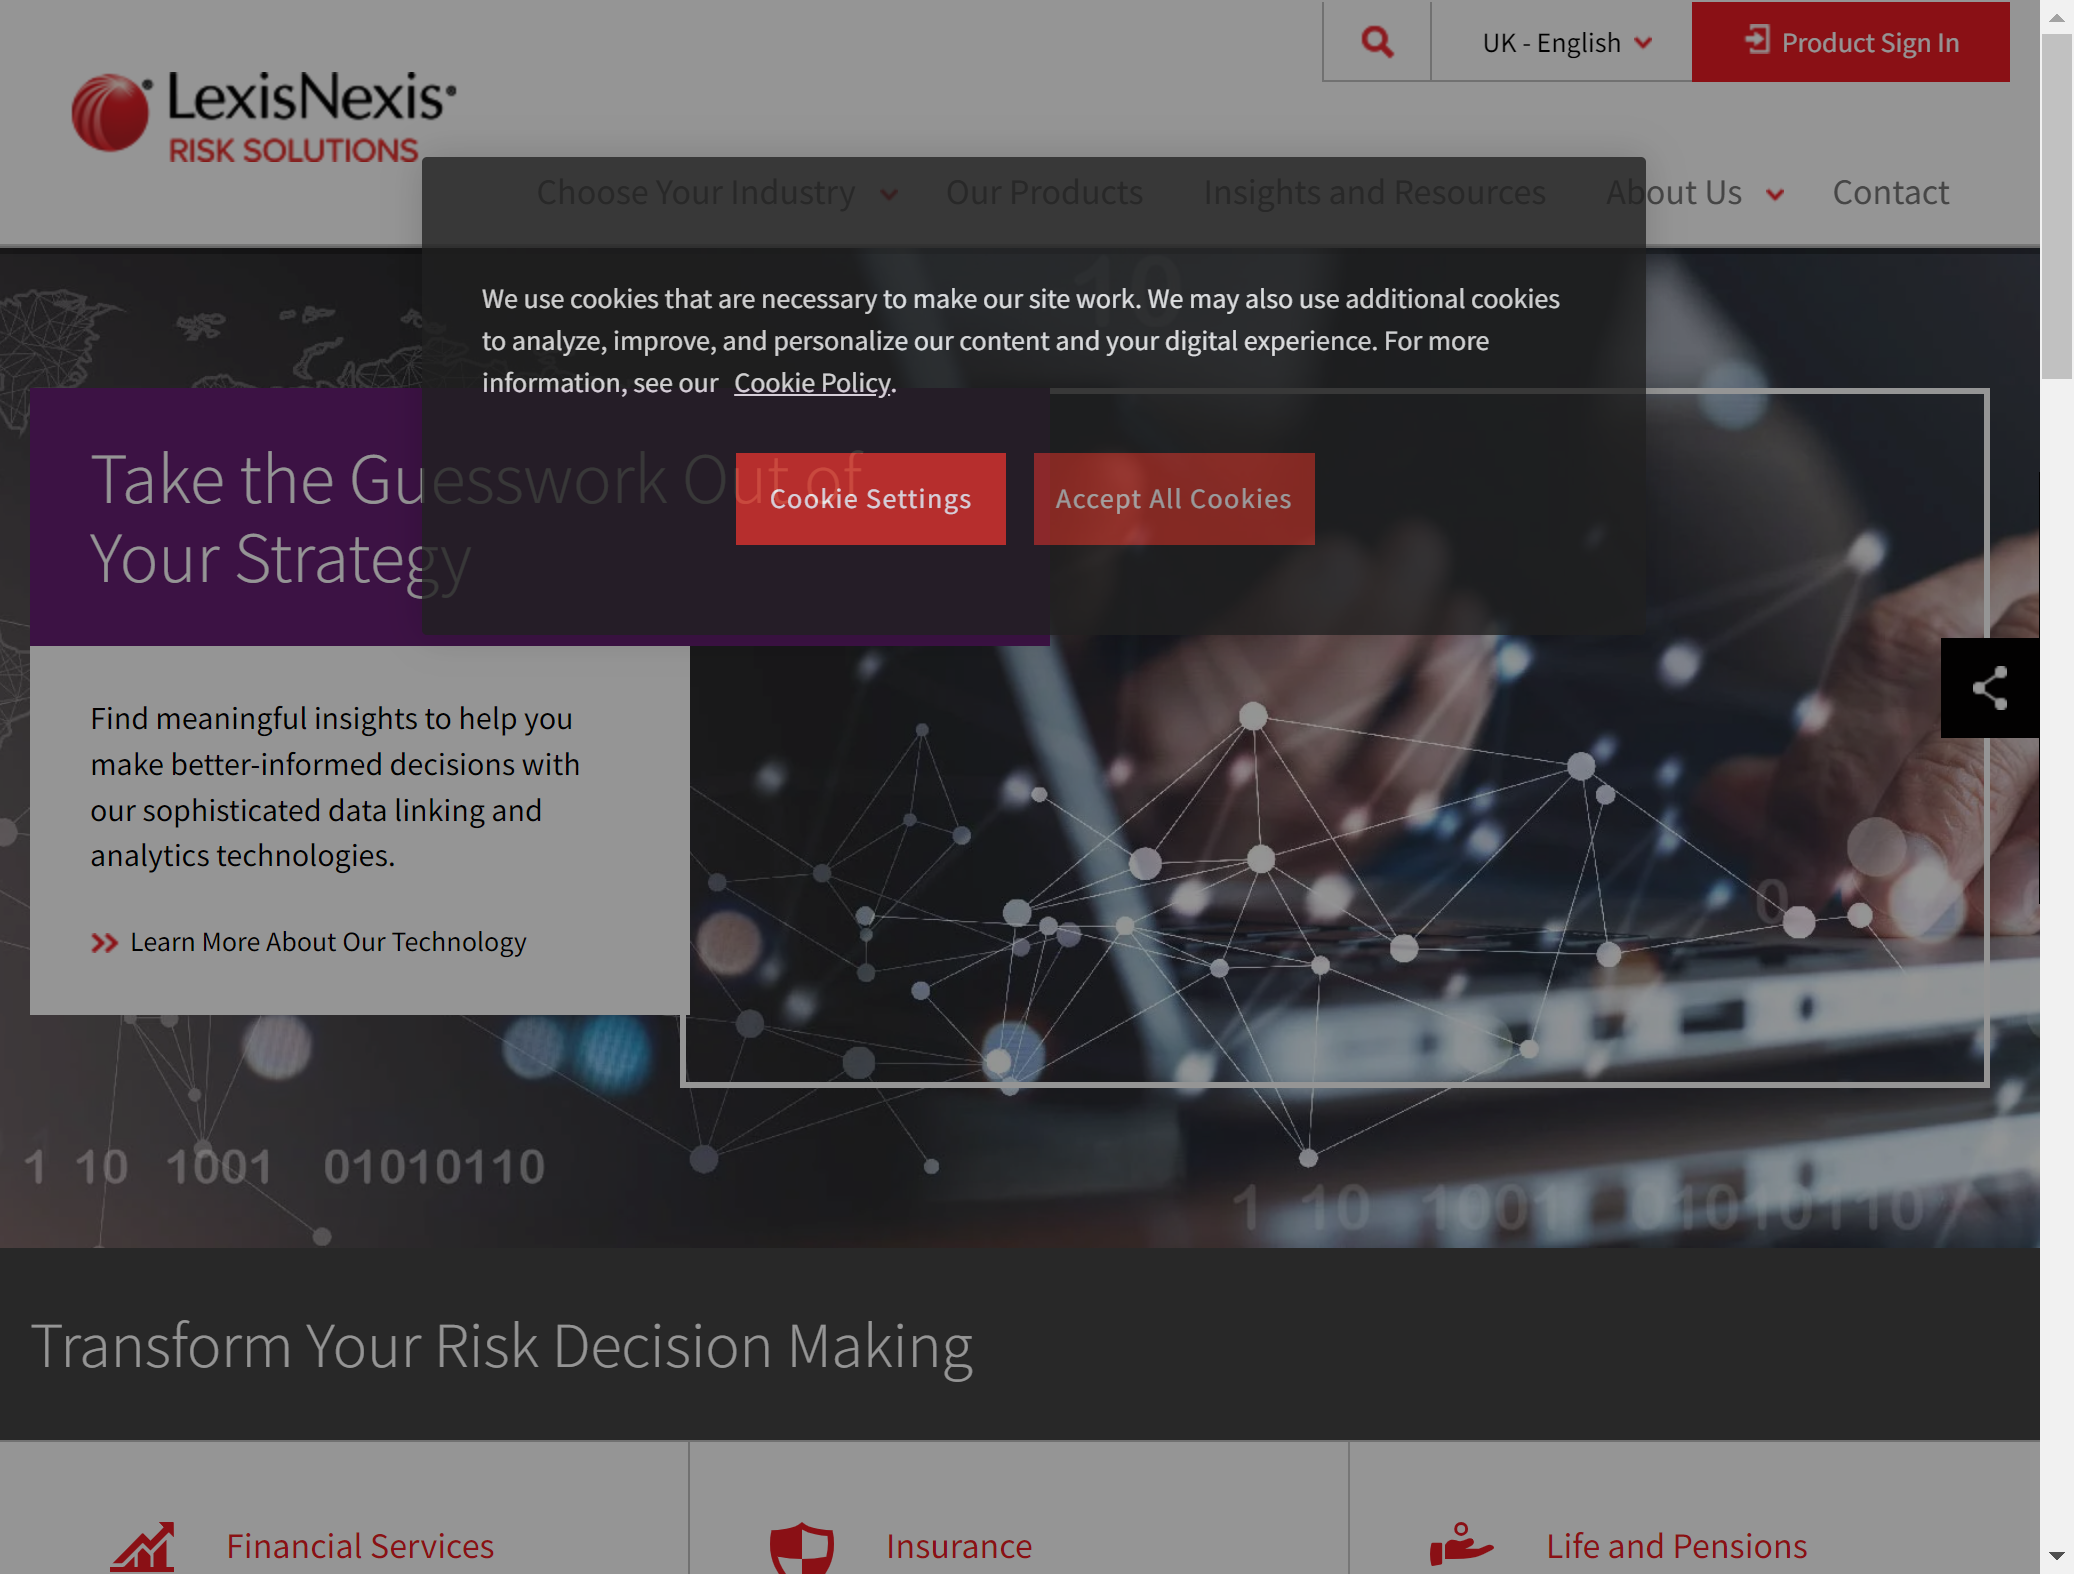 UK - English
Product Sign In
LexisNexis
RISK SOLUTIONS
Choose Your Industry
Our Products
Insights and Resources
About Us
Contact
10
We use cookies that are necessary to make our site work. We may also use additional cookies
to analyze, improve, and personalize our content and your digital experience. For more
information, see our Cookie Policy.
Cookie Settings
Accept All Cookies
Take the Guesswork Out of
Your Strategy
Find meaningful insights to help you
make better-informed decisions with
our sophisticated data linking and
analytics technologies.
Learn More About Our Technology
0
1 10 1001 01010110
1 10 1001 01010110
Transform Your Risk Decision Making
Financial Services
Insurance
Life and Pensions